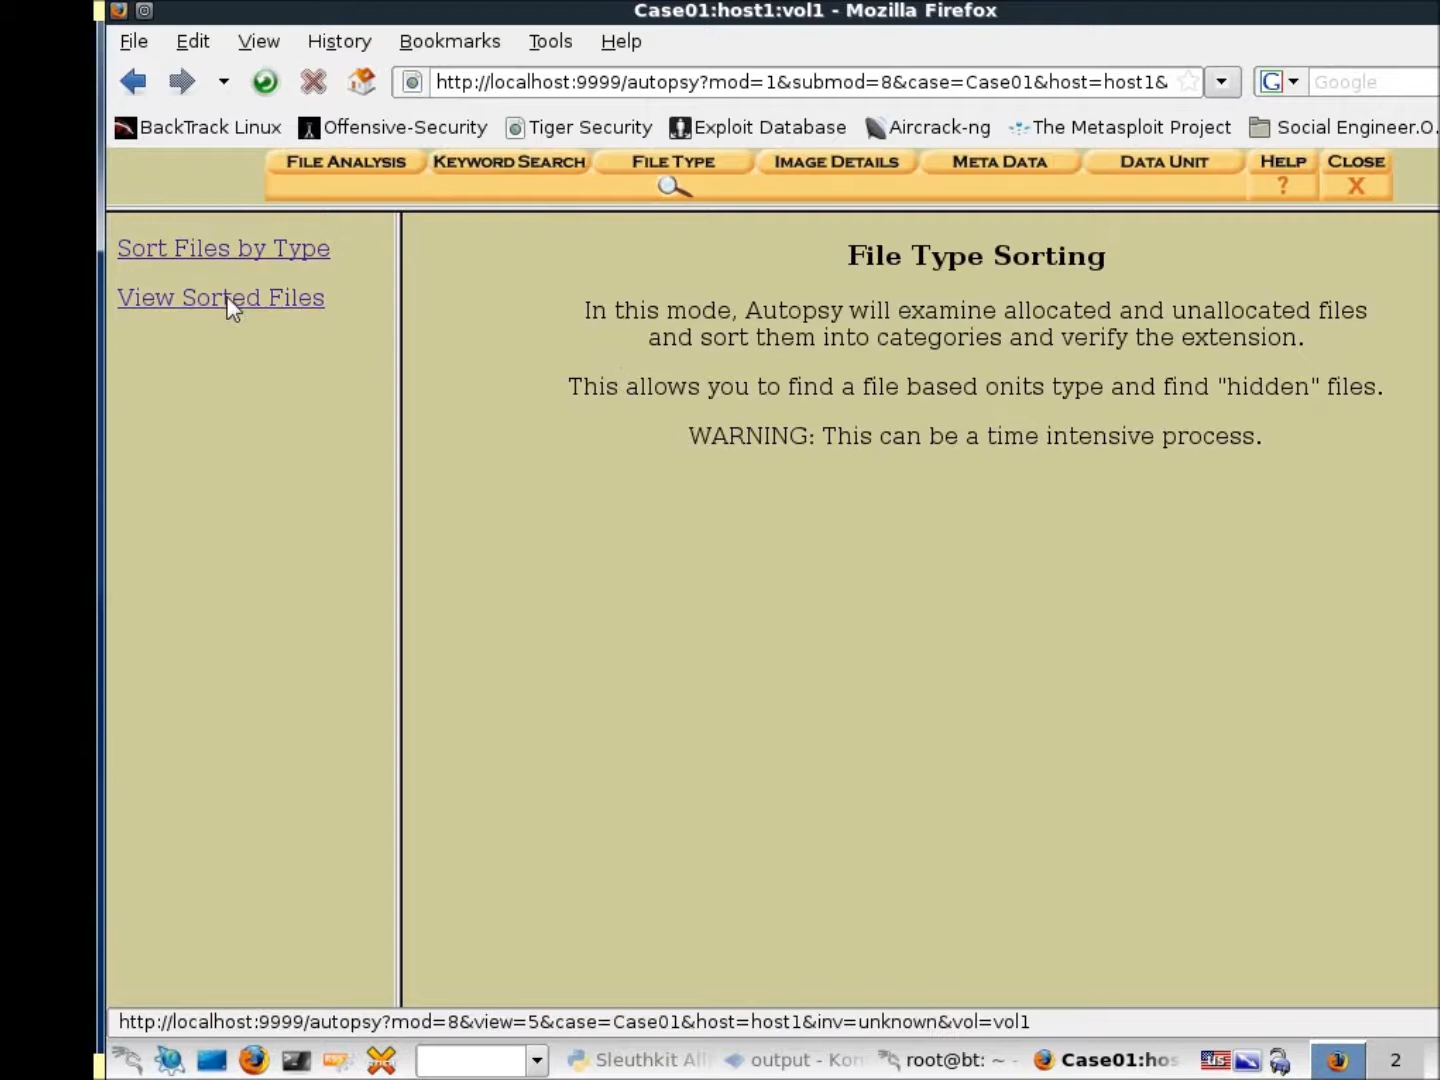 Case01:host1:vol1 - Mozilla Firefox
File Edit View History Bookmarks Tools Help
http://localhost:9999/autopsy?mod=1&submod=8&case=Case01&host=host1& Google
BackTrack Linux Offensive-Security Tiger Security Exploit Database Aircrack-ng The Metasploit Project Social Engineer.O.
FILE ANALYSIS KEYWORD SEARCH FILE TYPE IMAGE DETAILS META DATA DATA UNIT HELP CLOSE
? X
Sort Files by Type
View Sorted Files
File Type Sorting
In this mode, Autopsy will examine allocated and unallocated files
and sort them into categories and verify the extension.
This allows you to find a file based onits type and find "hidden" files.
WARNING: This can be a time intensive process.
http://localhost:9999/autopsy?mod=8&view=5&case=Case01&host=host1&inv=unknown&vol=vol1
Sleuthkit All output - Kon root@bt: ~ - Case01:hos US 2